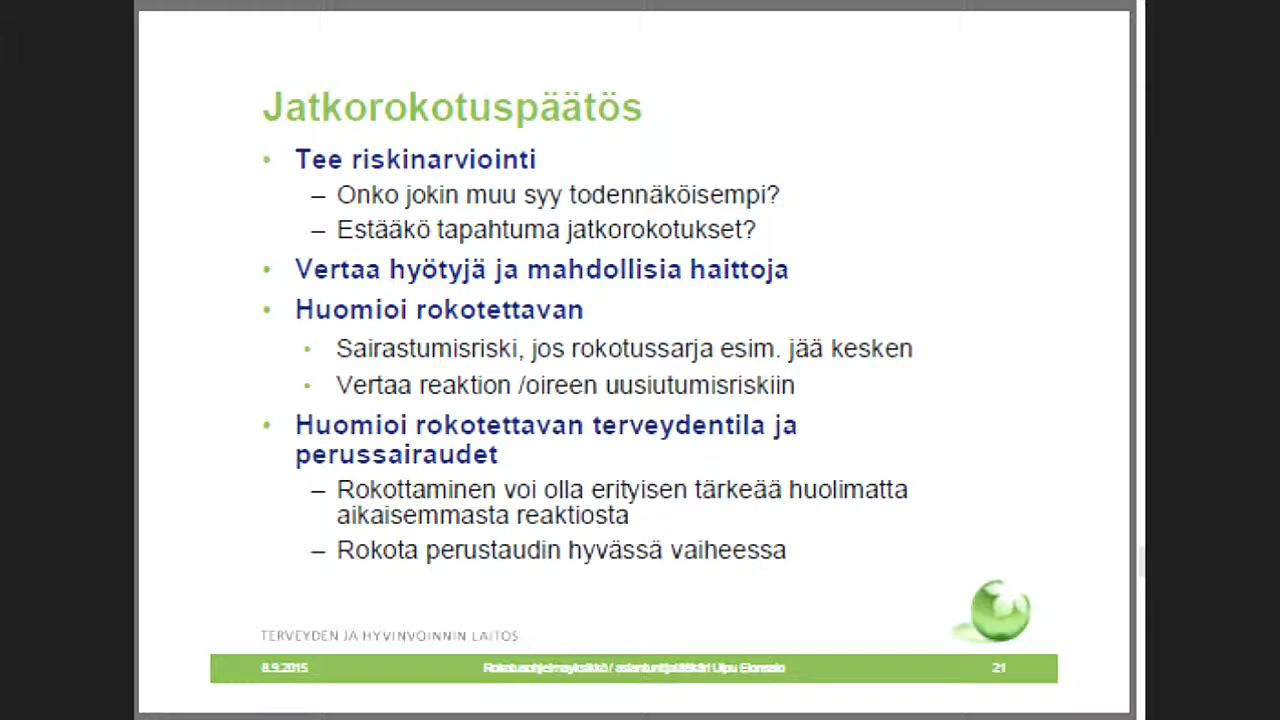 Jatkorokotuspäätös
• Tee riskinarviointi
– Onko jokin muu syy todennäköisempi?
– Estääkö tapahtuma jatkorokotukset?
• Vertaa hyötyjä ja mahdollisia haittoja
• Huomioi rokotettavan
• Sairastumisriski, jos rokotussarja esim. jää kesken
• Vertaa reaktion /oireen uusiutumisriskiin
• Huomioi rokotettavan terveydentila ja
perussairaudet
– Rokottaminen voi olla erityisen tärkeää huolimatta
aikaisemmasta reaktiosta
– Rokota perustaudin hyvässä vaiheessa
TERVEYDEN JA HYVINVOINNIN LAITOS
8.9.2015
/ Ulpu Elonsalo
21